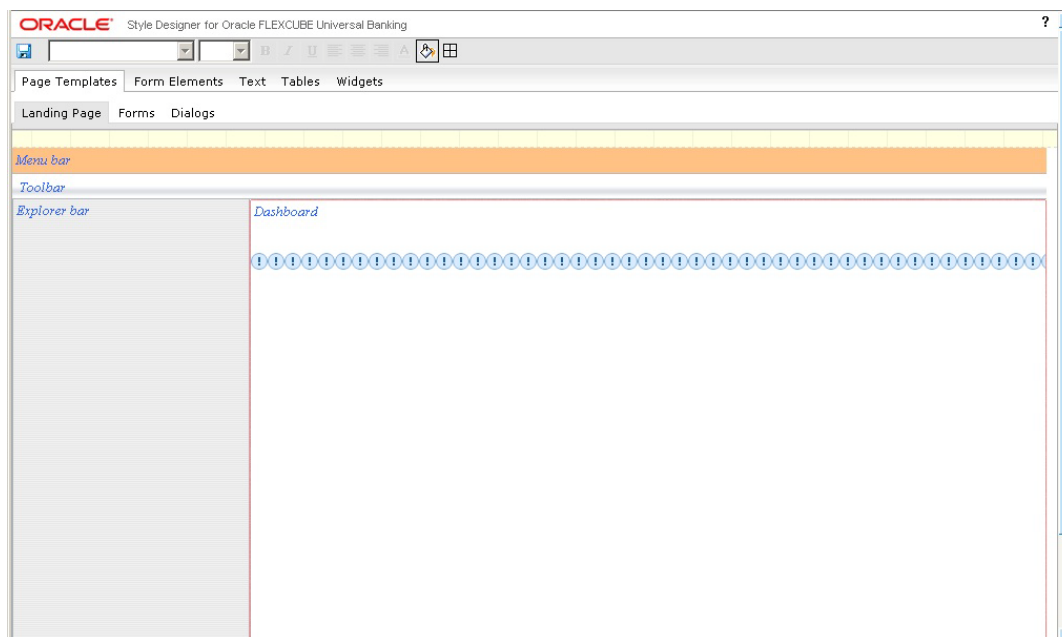 ORACLE® Style Designer for Oracle FLEXCUBE Universal Banking ?
B I U A
Page Templates Form Elements Text Tables Widgets
Landing Page Forms Dialogs
Menu bar
Toolbar
Explorer bar Dashboard
! ! ! ! ! ! ! ! ! ! ! ! ! ! ! ! ! ! ! ! ! ! ! ! ! ! ! ! ! ! ! ! ! ! ! ! ! ! ! ! ! ! ! ! ! ! !